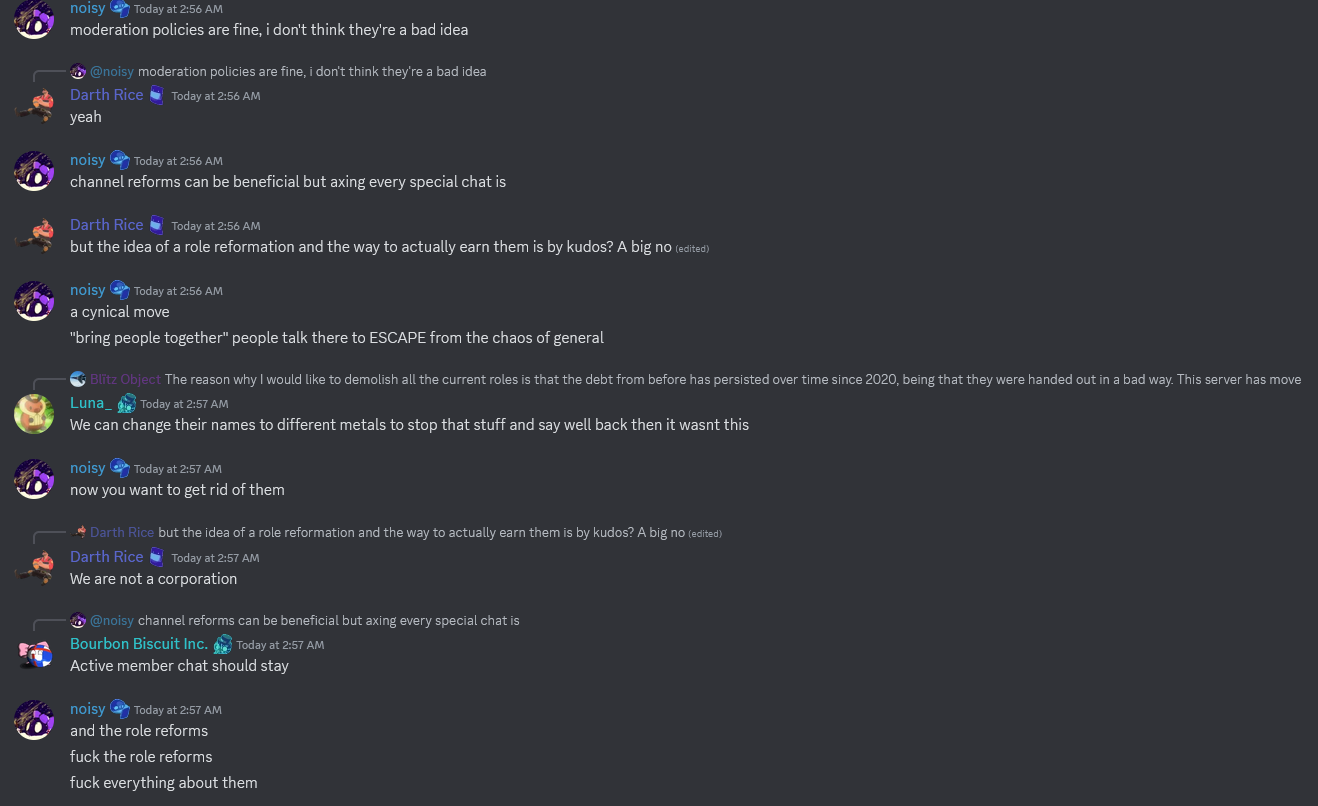 noisy Today at 2:56 AM
moderation policies are fine, i don't think they're a bad idea
@noisy moderation policies are fine, i don't think they're a bad idea
Darth Rice Today at 2:56 AM
yeah
noisy Today at 2:56 AM
channel reforms can be beneficial but axing every special chat is
Darth Rice Today at 2:56 AM
but the idea of a role reformation and the way to actually earn them is by kudos? A big no (edited)
noisy Today at 2:56 AM
a cynical move
"bring people together" people talk there to ESCAPE from the chaos of general
Blitz Object The reason why I would like to demolish all the current roles is that the debt from before has persisted over time since 2020, being that they were handed out in a bad way. This server has move
Luna_ Today at 2:57 AM
We can change their names to different metals to stop that stuff and say well back then it wasnt this
noisy Today at 2:57 AM
now you want to get rid of them
Darth Rice but the idea of a role reformation and the way to actually earn them is by kudos? A big no (edited)
Darth Rice Today at 2:57 AM
We are not a corporation
@noisy channel reforms can be beneficial but axing every special chat is
Bourbon Biscuit Inc. Today at 2:57 AM
Active member chat should stay
noisy Today at 2:57 AM
and the role reforms
fuck the role reforms
fuck everything about them